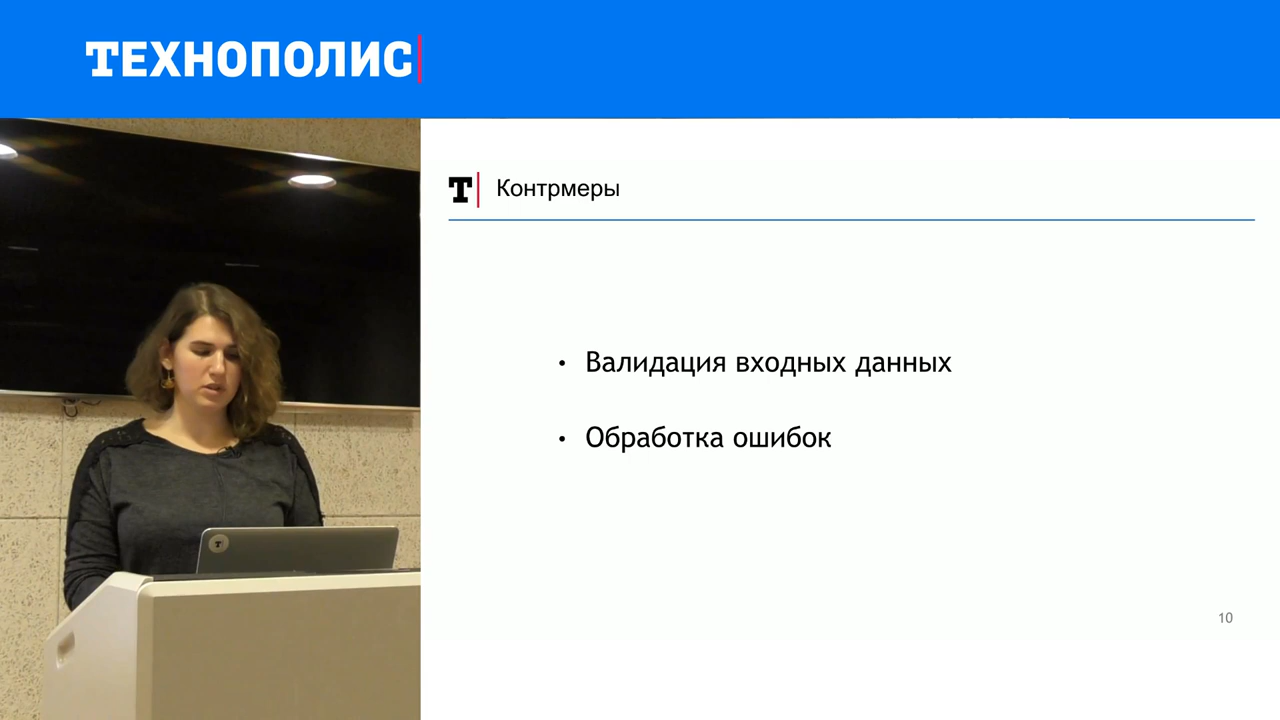 ТЕХНОПОЛИС
Т Контрмеры
• Валидация входных данных
• Обработка ошибок
10